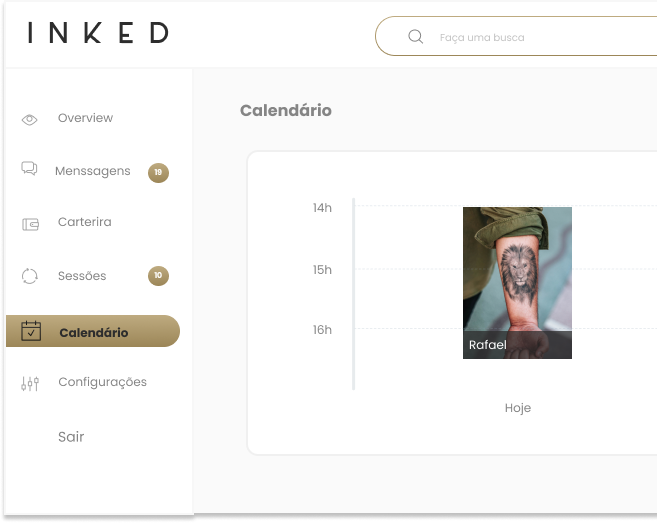 INKED
Faça uma busca
Overview
Menssagens
19
Carterira
Sessões
10
Calendário
Configurações
Sair
Calendário
14h
15h
16h
Rafael
Hoje